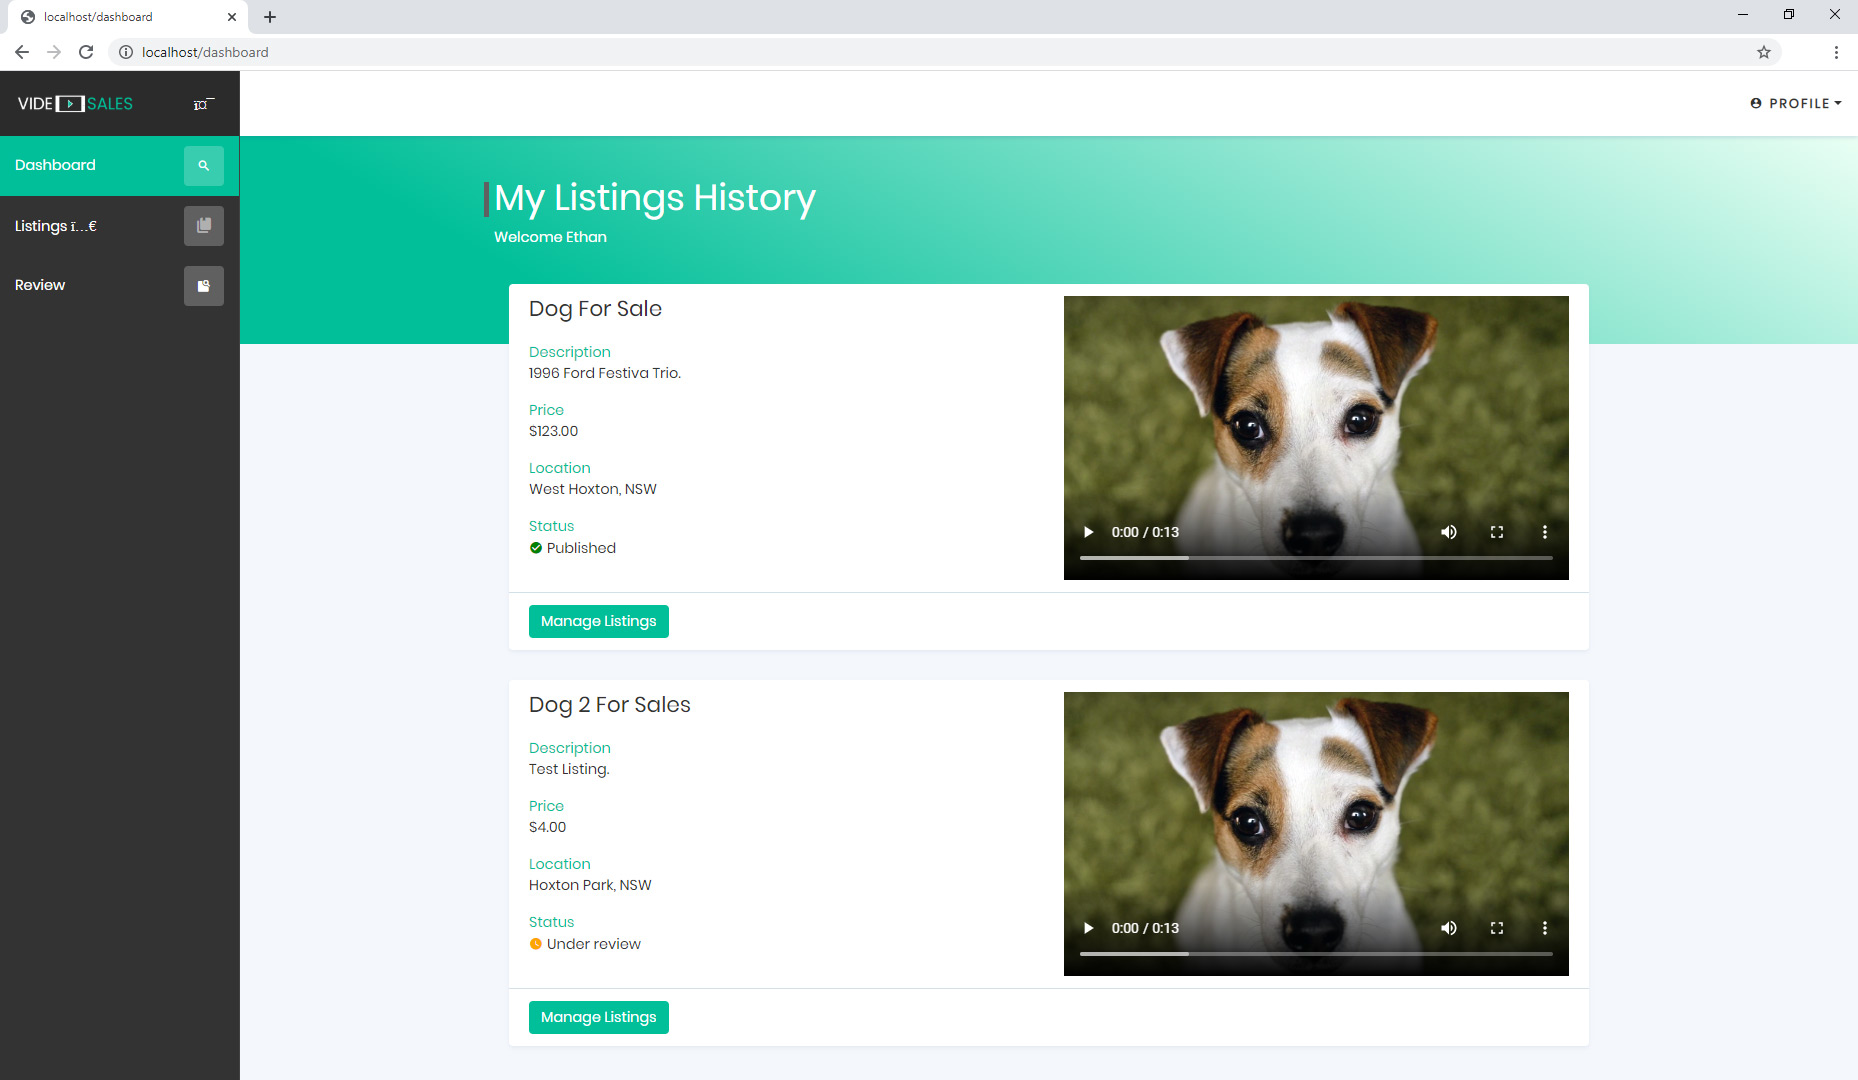 localhost/dashboard
localhost/dashboard
VIDE SALES
ï¤¯
PROFILE
Dashboard
Listings ï…€
Review
My Listings History
Welcome Ethan
Dog For Sale
Description
1996 Ford Festiva Trio.
Price
$123.00
Location
West Hoxton, NSW
Status
Published
0:00 / 0:13
Manage Listings
Dog 2 For Sales
Description
Test Listing.
Price
$4.00
Location
Hoxton Park, NSW
Status
Under review
0:00 / 0:13
Manage Listings